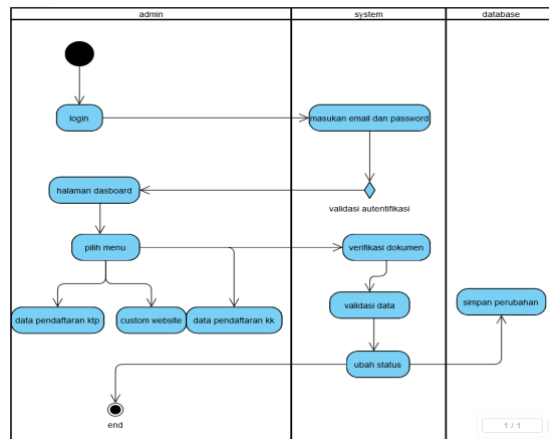 admin
system
database
login
masukan email dan password
halaman dasboard
validasi autentifikasi
pilih menu
verifikasi dokumen
data pendaftaran ktp
custom website
data pendaftaran kk
validasi data
simpan perubahan
ubah status
end
1 / 1